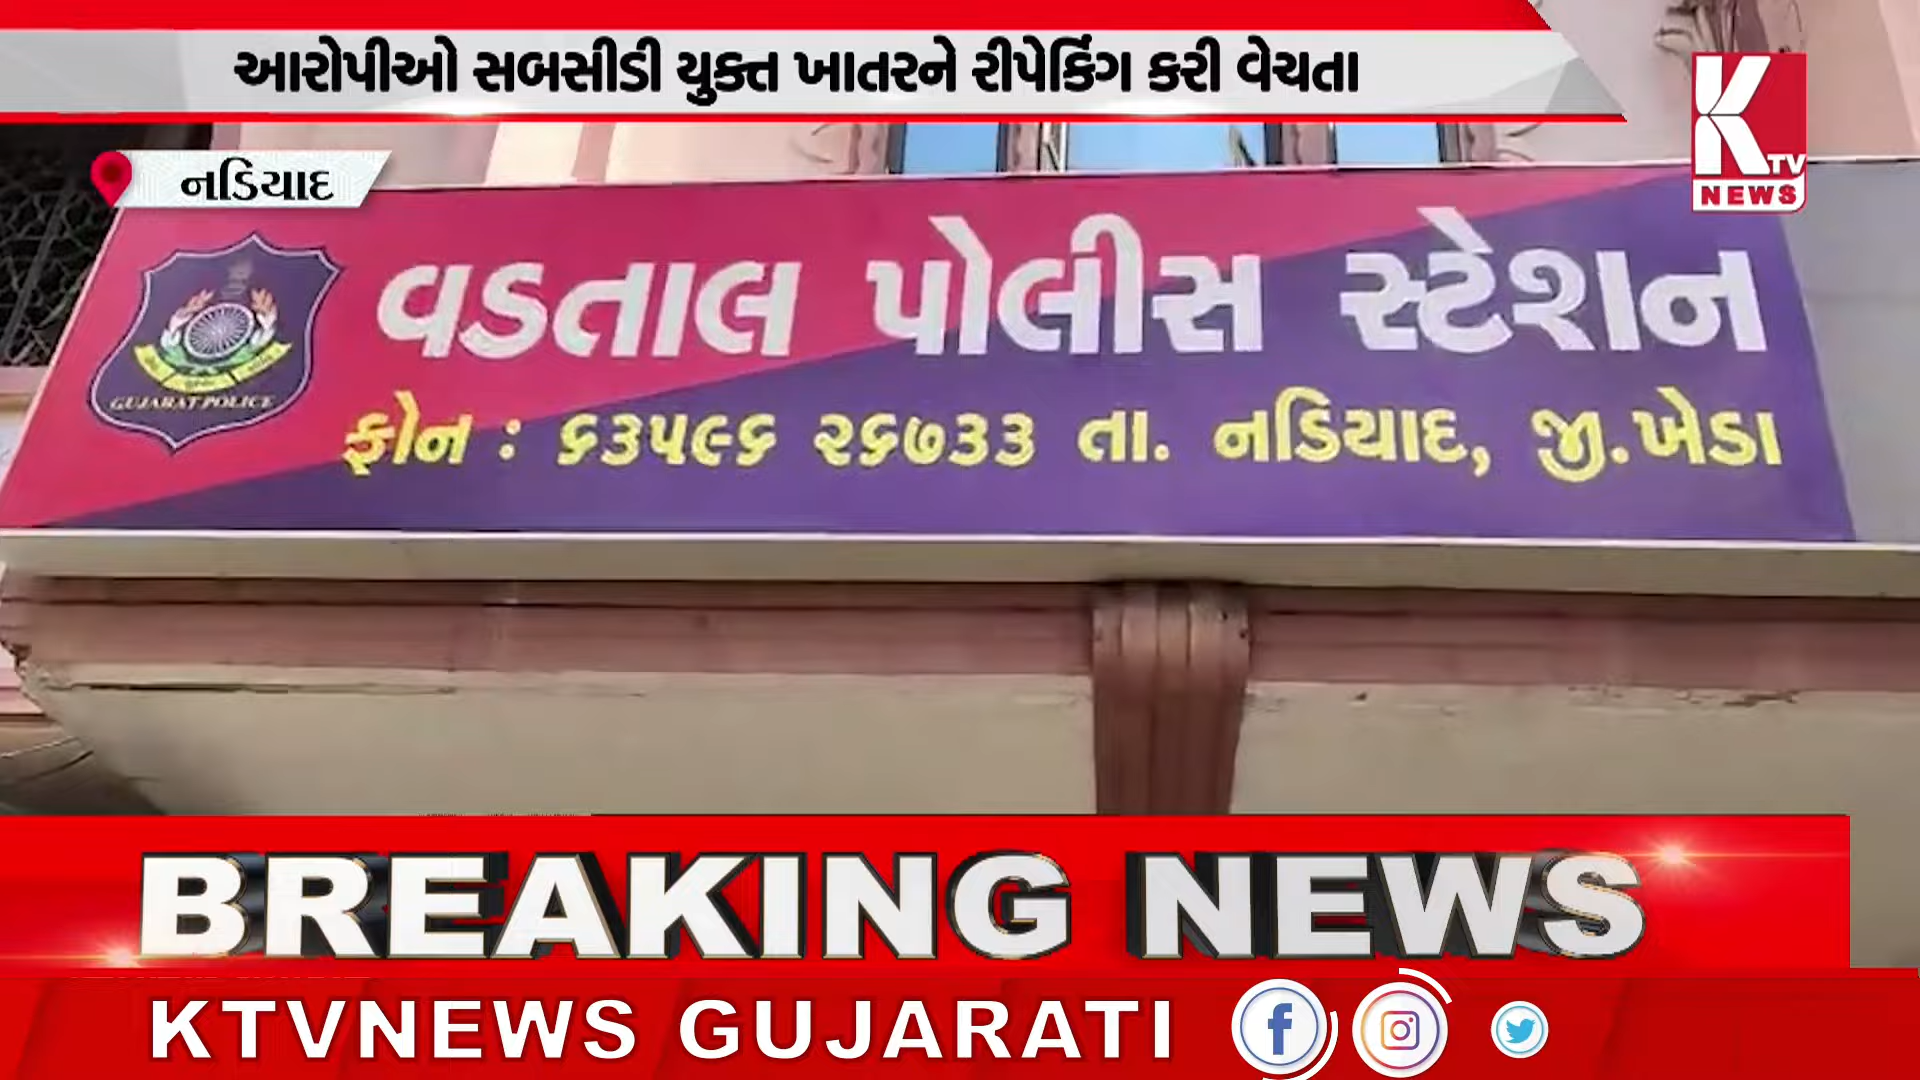 આરોપીઓ સબસીડી યુક્ત ખાતરને રીપેકિંગ કરી વેચતા
K TV
NEWS
નડિયાદ
વડતાલ પોલીસ સ્ટેશન
GUJARAT POLICE
ફોન : ૬૩૫૯૬ ૨૬૭૩૩ તા. નડિયાદ, જી.ખેડા
BREAKING NEWS
KTVNEWS GUJARATI